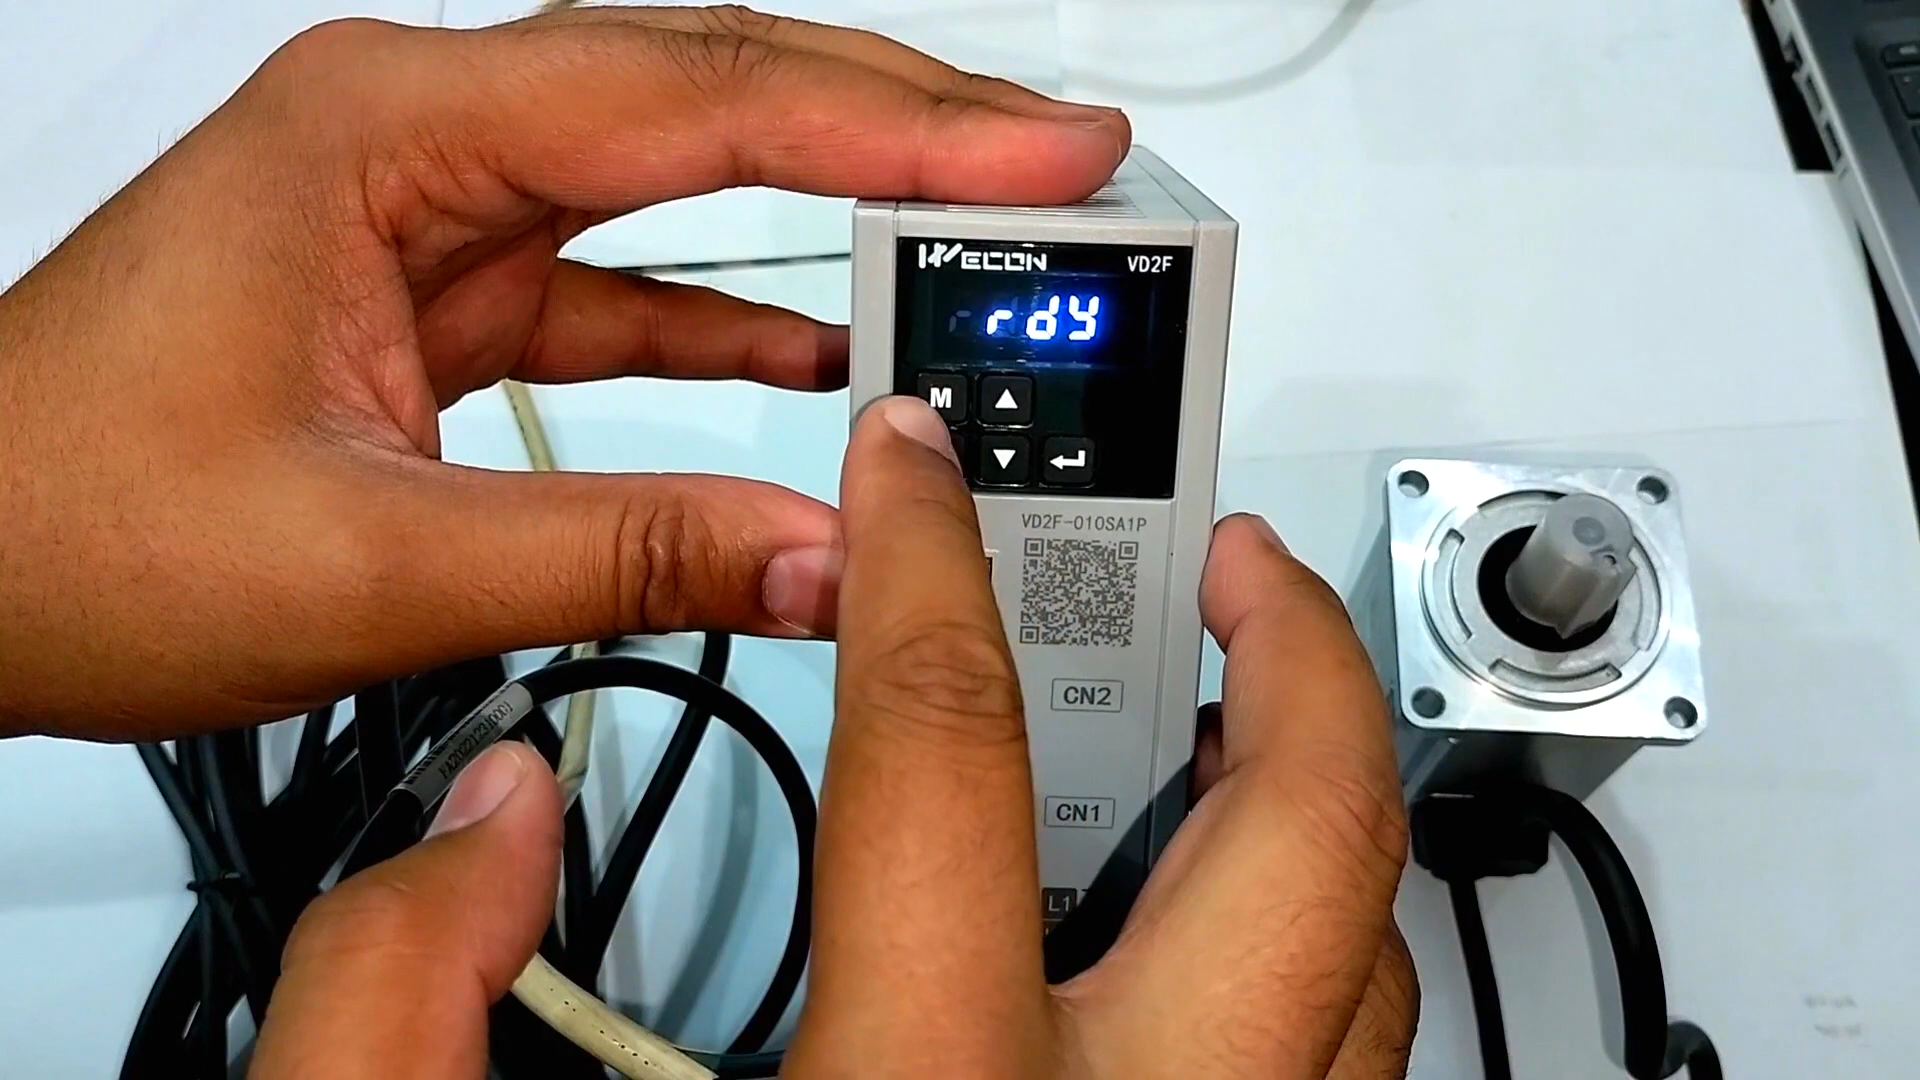 WECON VD2F
rdy
M
VD2F-010SA1P
CN2
CN1
L1